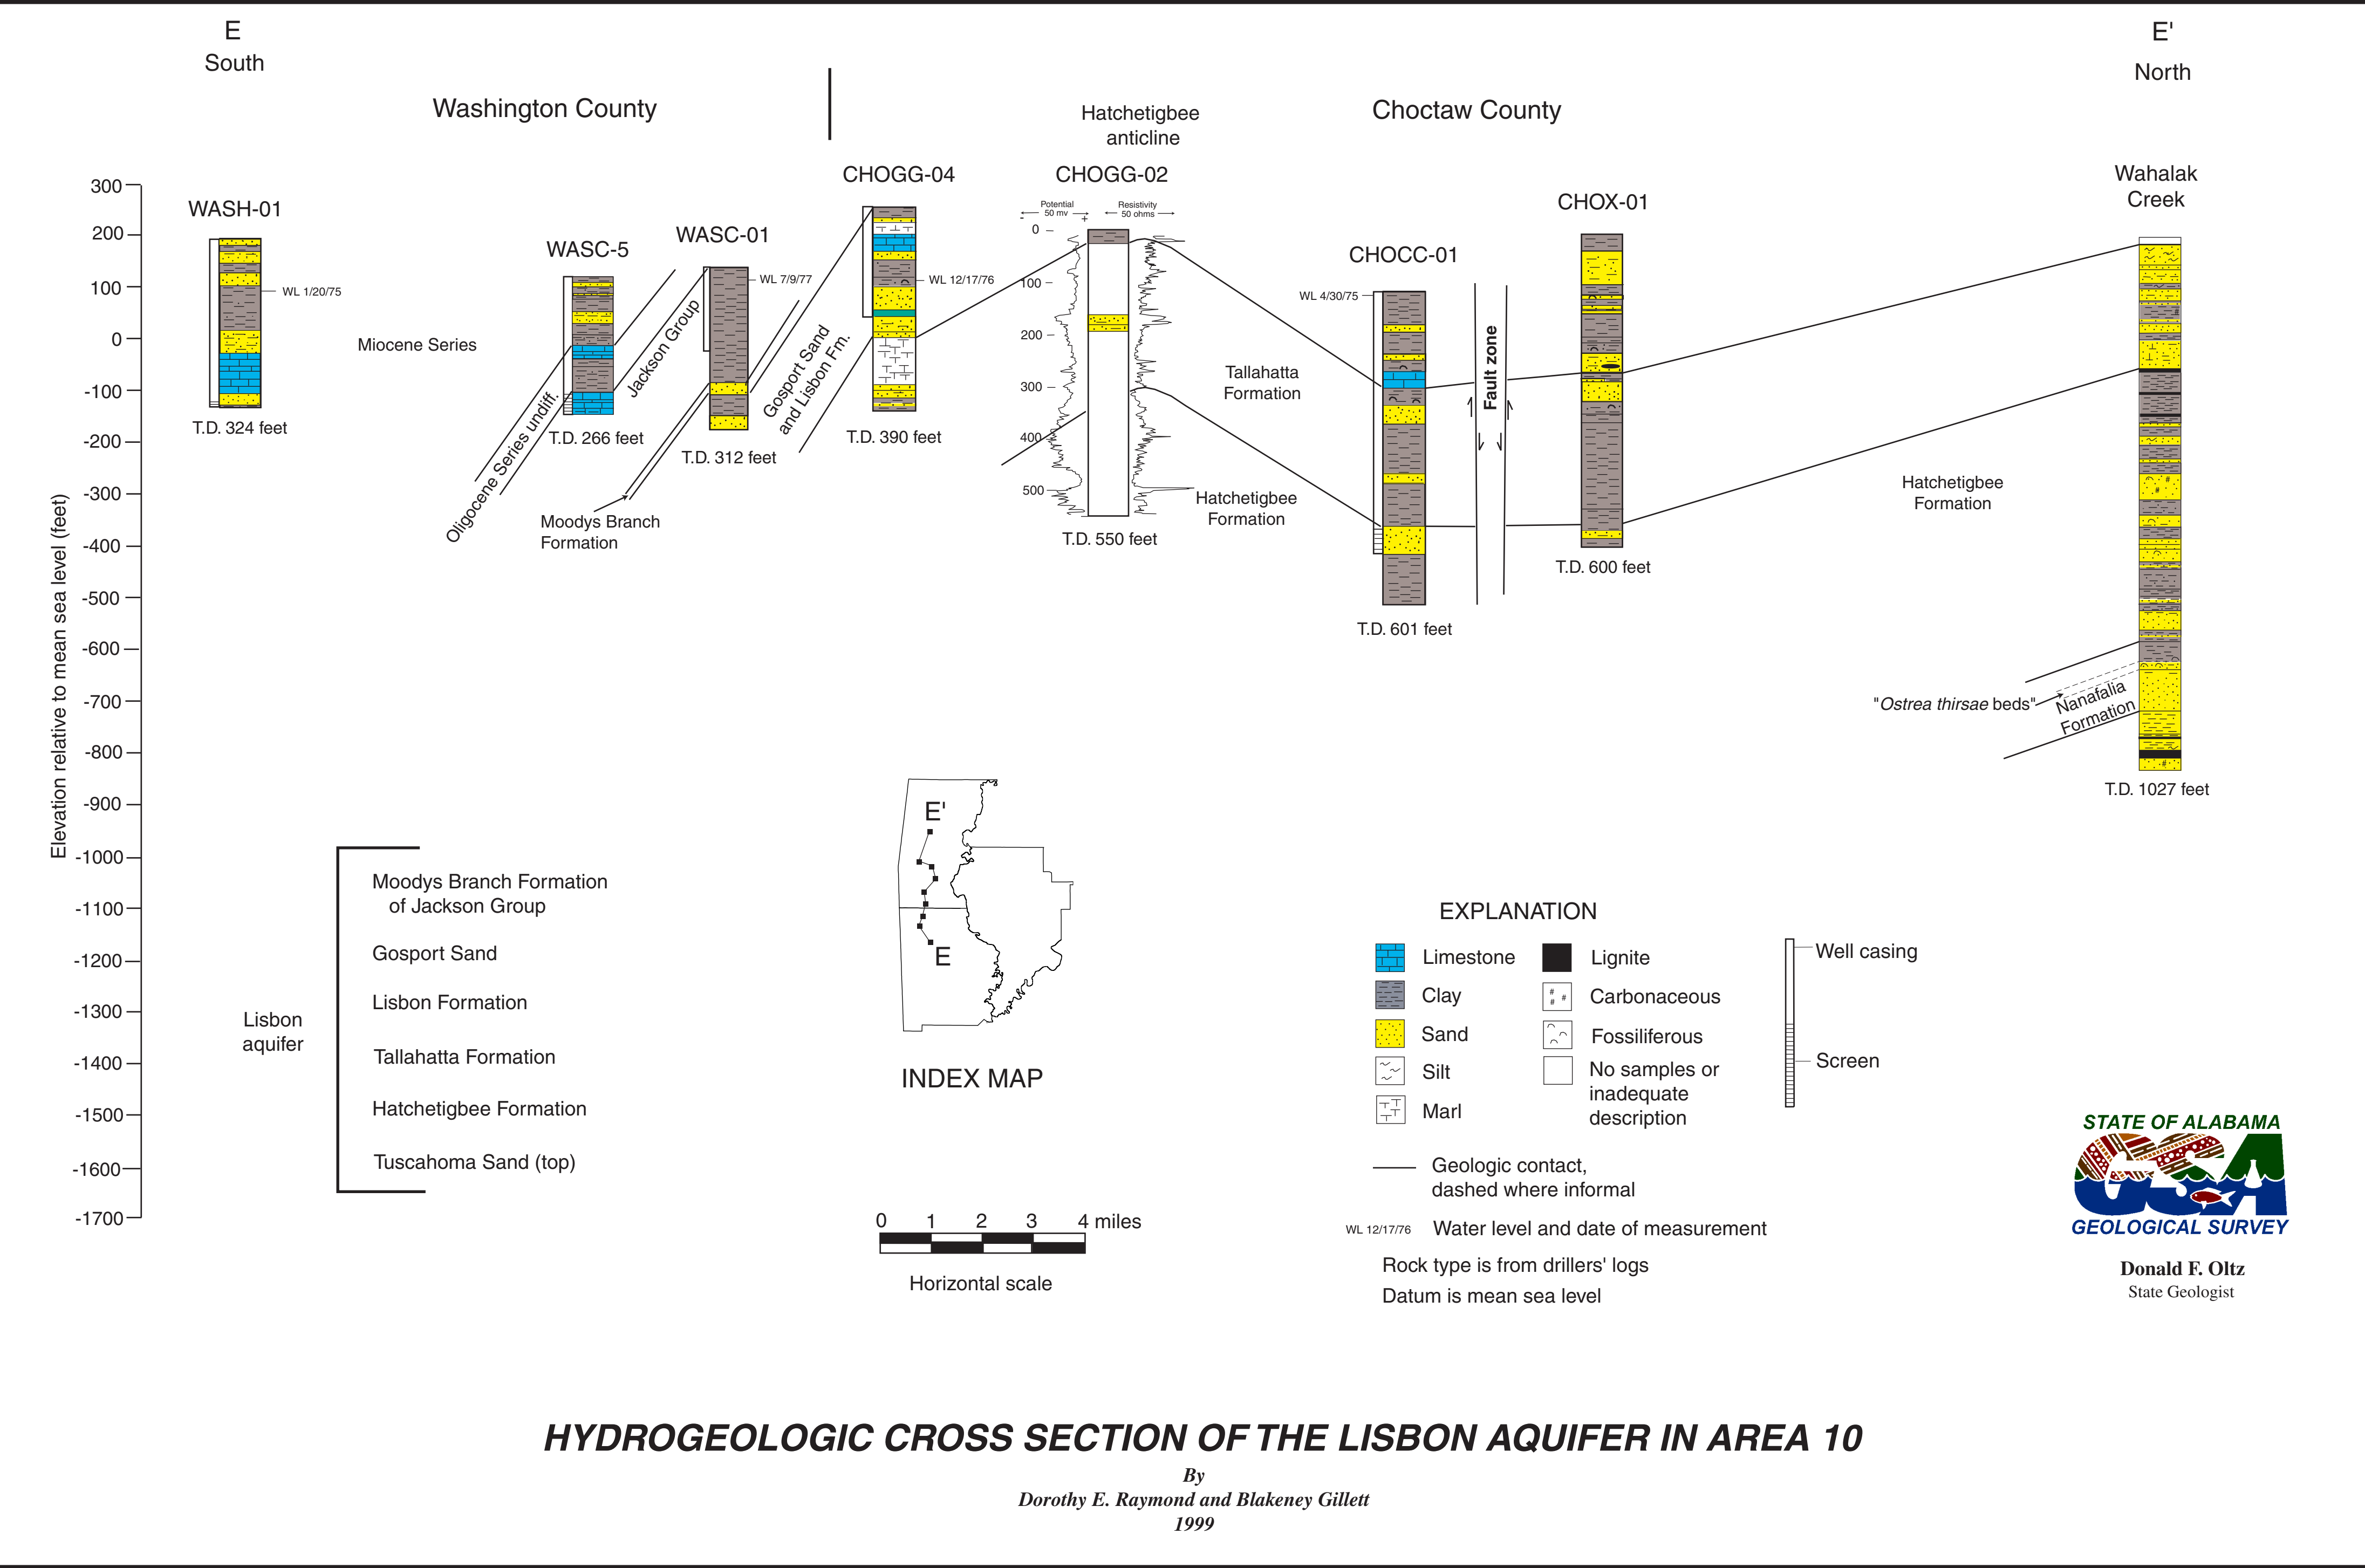 E
South
E'
North
Washington County
Choctaw County
Hatchetigbee
anticline
WASH-01
WASC-5
WASC-01
CHOGG-04
CHOGG-02
CHOCC-01
CHOX-01
Wahalak
Creek
Potential
50 mv
-
+
Resistivity
50 ohms
0
100
200
300
400
500
300
200
100
0
-100
-200
-300
-400
-500
-600
-700
-800
-900
-1000
-1100
-1200
-1300
-1400
-1500
-1600
-1700
Elevation relative to mean sea level (feet)
WL 1/20/75
WL 7/9/77
WL 12/17/76
WL 4/30/75
T.D. 324 feet
T.D. 266 feet
T.D. 312 feet
T.D. 390 feet
T.D. 550 feet
T.D. 601 feet
T.D. 600 feet
T.D. 1027 feet
Miocene Series
Oligocene Series undiff.
Jackson Group
Moodys Branch
Formation
Gosport Sand
and Lisbon Fm.
Tallahatta
Formation
Hatchetigbee
Formation
Fault zone
Hatchetigbee
Formation
"Ostrea thirsae beds"
Nanafalia
Formation
Lisbon
aquifer
Moodys Branch Formation
of Jackson Group
Gosport Sand
Lisbon Formation
Tallahatta Formation
Hatchetigbee Formation
Tuscahoma Sand (top)
E'
E
INDEX MAP
0 1 2 3 4 miles
Horizontal scale
EXPLANATION
Limestone
Clay
Sand
Silt
Marl
Lignite
Carbonaceous
Fossiliferous
No samples or
inadequate
description
Well casing
Screen
Geologic contact,
dashed where informal
WL 12/17/76 Water level and date of measurement
Rock type is from drillers' logs
Datum is mean sea level
STATE OF ALABAMA
GSA
GEOLOGICAL SURVEY
Donald F. Oltz
State Geologist
HYDROGEOLOGIC CROSS SECTION OF THE LISBON AQUIFER IN AREA 10
By
Dorothy E. Raymond and Blakeney Gillett
1999